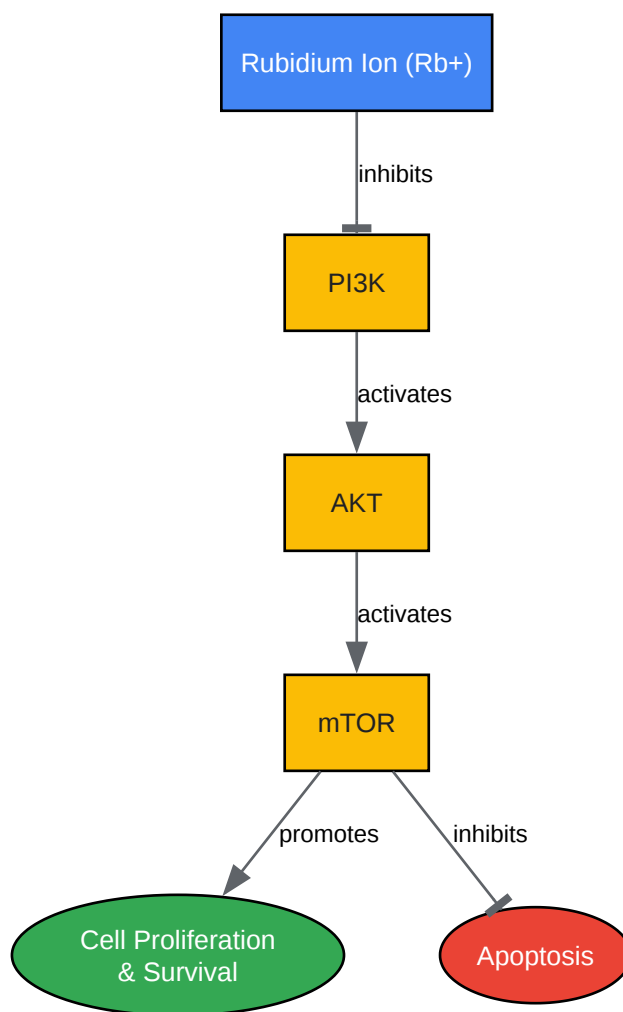 Rubidium Ion (Rb+)
inhibits
PI3K
activates
AKT
activates
mTOR
promotes
inhibits
Cell Proliferation
& Survival
Apoptosis